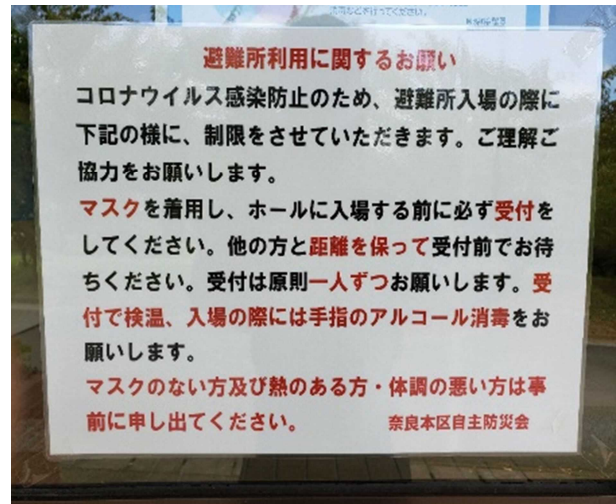 避難所利用に関するお願い
コロナウイルス感染防止のため、避難所入場の際に
下記の様に、制限をさせていただきます。ご理解ご
協力をお願いします。
マスクを着用し、ホールに入場する前に必ず受付を
してください。他の方と距離を保って受付前でお待
ちください。受付は原則一人ずつお願いします。受
付で検温、入場の際には手指のアルコール消毒をお
願いします。
マスクのない方及び熱のある方・体調の悪い方は事
前に申し出てください。 奈良本区自主防災会